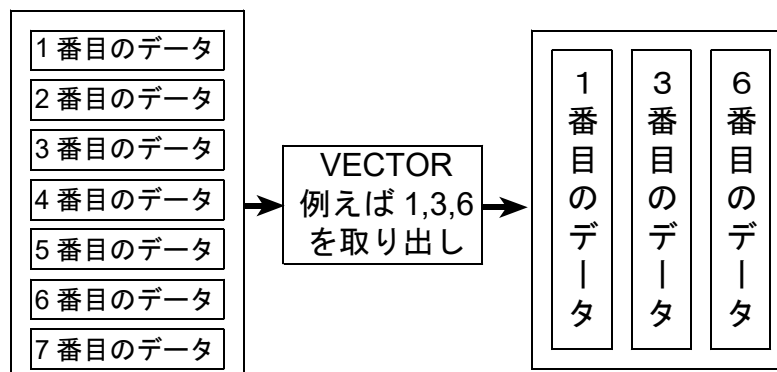 1 番目のデータ
2 番目のデータ
3 番目のデータ
4 番目のデータ
5 番目のデータ
6 番目のデータ
7 番目のデータ
VECTOR
例えば 1,3,6
を取り出し
1番目のデータ
3番目のデータ
6番目のデータ